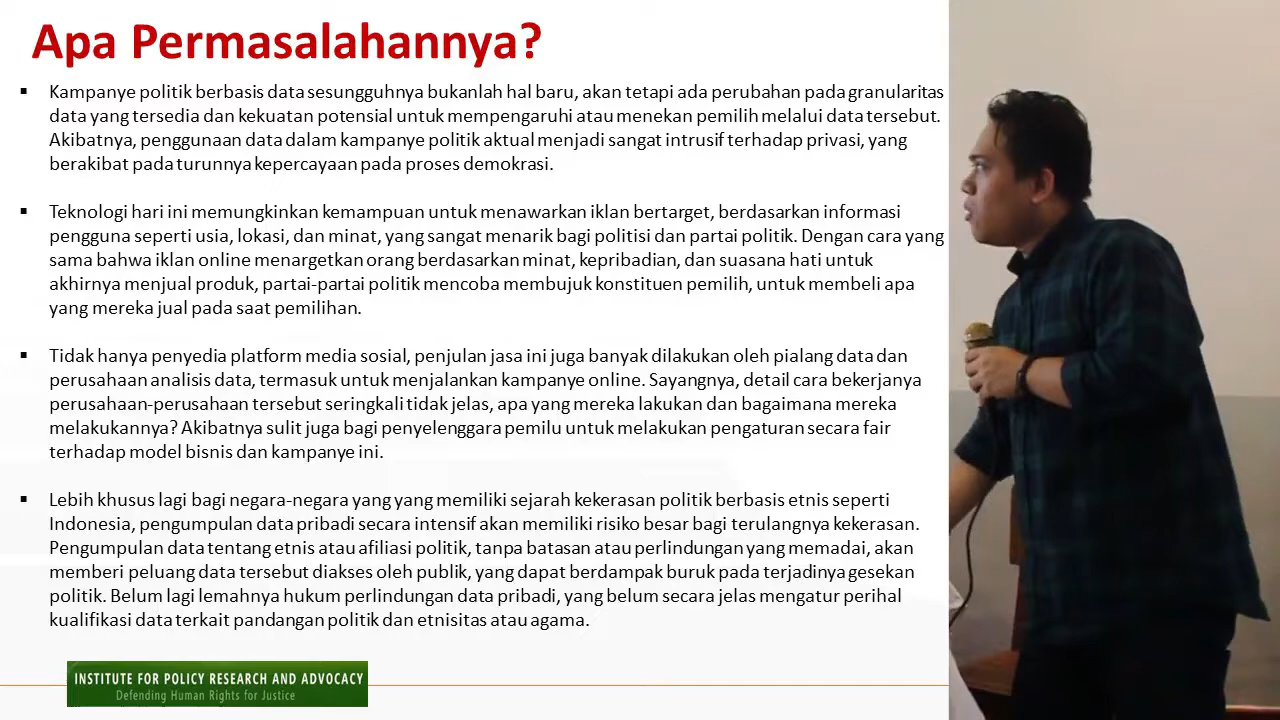 Apa Permasalahannya?
▪ Kampanye politik berbasis data sesungguhnya bukanlah hal baru, akan tetapi ada perubahan pada granularitas
data yang tersedia dan kekuatan potensial untuk mempengaruhi atau menekan pemilih melalui data tersebut.
Akibatnya, penggunaan data dalam kampanye politik aktual menjadi sangat intrusif terhadap privasi, yang
berakibat pada turunnya kepercayaan pada proses demokrasi.
▪ Teknologi hari ini memungkinkan kemampuan untuk menawarkan iklan bertarget, berdasarkan informasi
pengguna seperti usia, lokasi, dan minat, yang sangat menarik bagi politisi dan partai politik. Dengan cara yang
sama bahwa iklan online menargetkan orang berdasarkan minat, kepribadian, dan suasana hati untuk
akhirnya menjual produk, partai-partai politik mencoba membujuk konstituen pemilih, untuk membeli apa
yang mereka jual pada saat pemilihan.
▪ Tidak hanya penyedia platform media sosial, penjulan jasa ini juga banyak dilakukan oleh pialang data dan
perusahaan analisis data, termasuk untuk menjalankan kampanye online. Sayangnya, detail cara bekerjanya
perusahaan-perusahaan tersebut seringkali tidak jelas, apa yang mereka lakukan dan bagaimana mereka
melakukannya? Akibatnya sulit juga bagi penyelenggara pemilu untuk melakukan pengaturan secara fair
terhadap model bisnis dan kampanye ini.
▪ Lebih khusus lagi bagi negara-negara yang yang memiliki sejarah kekerasan politik berbasis etnis seperti
Indonesia, pengumpulan data pribadi secara intensif akan memiliki risiko besar bagi terulangnya kekerasan.
Pengumpulan data tentang etnis atau afiliasi politik, tanpa batasan atau perlindungan yang memadai, akan
memberi peluang data tersebut diakses oleh publik, yang dapat berdampak buruk pada terjadinya gesekan
politik. Belum lagi lemahnya hukum perlindungan data pribadi, yang belum secara jelas mengatur perihal
kualifikasi data terkait pandangan politik dan etnisitas atau agama.
INSTITUTE FOR POLICY RESEARCH AND ADVOCACY
Defending Human Rights for Justice